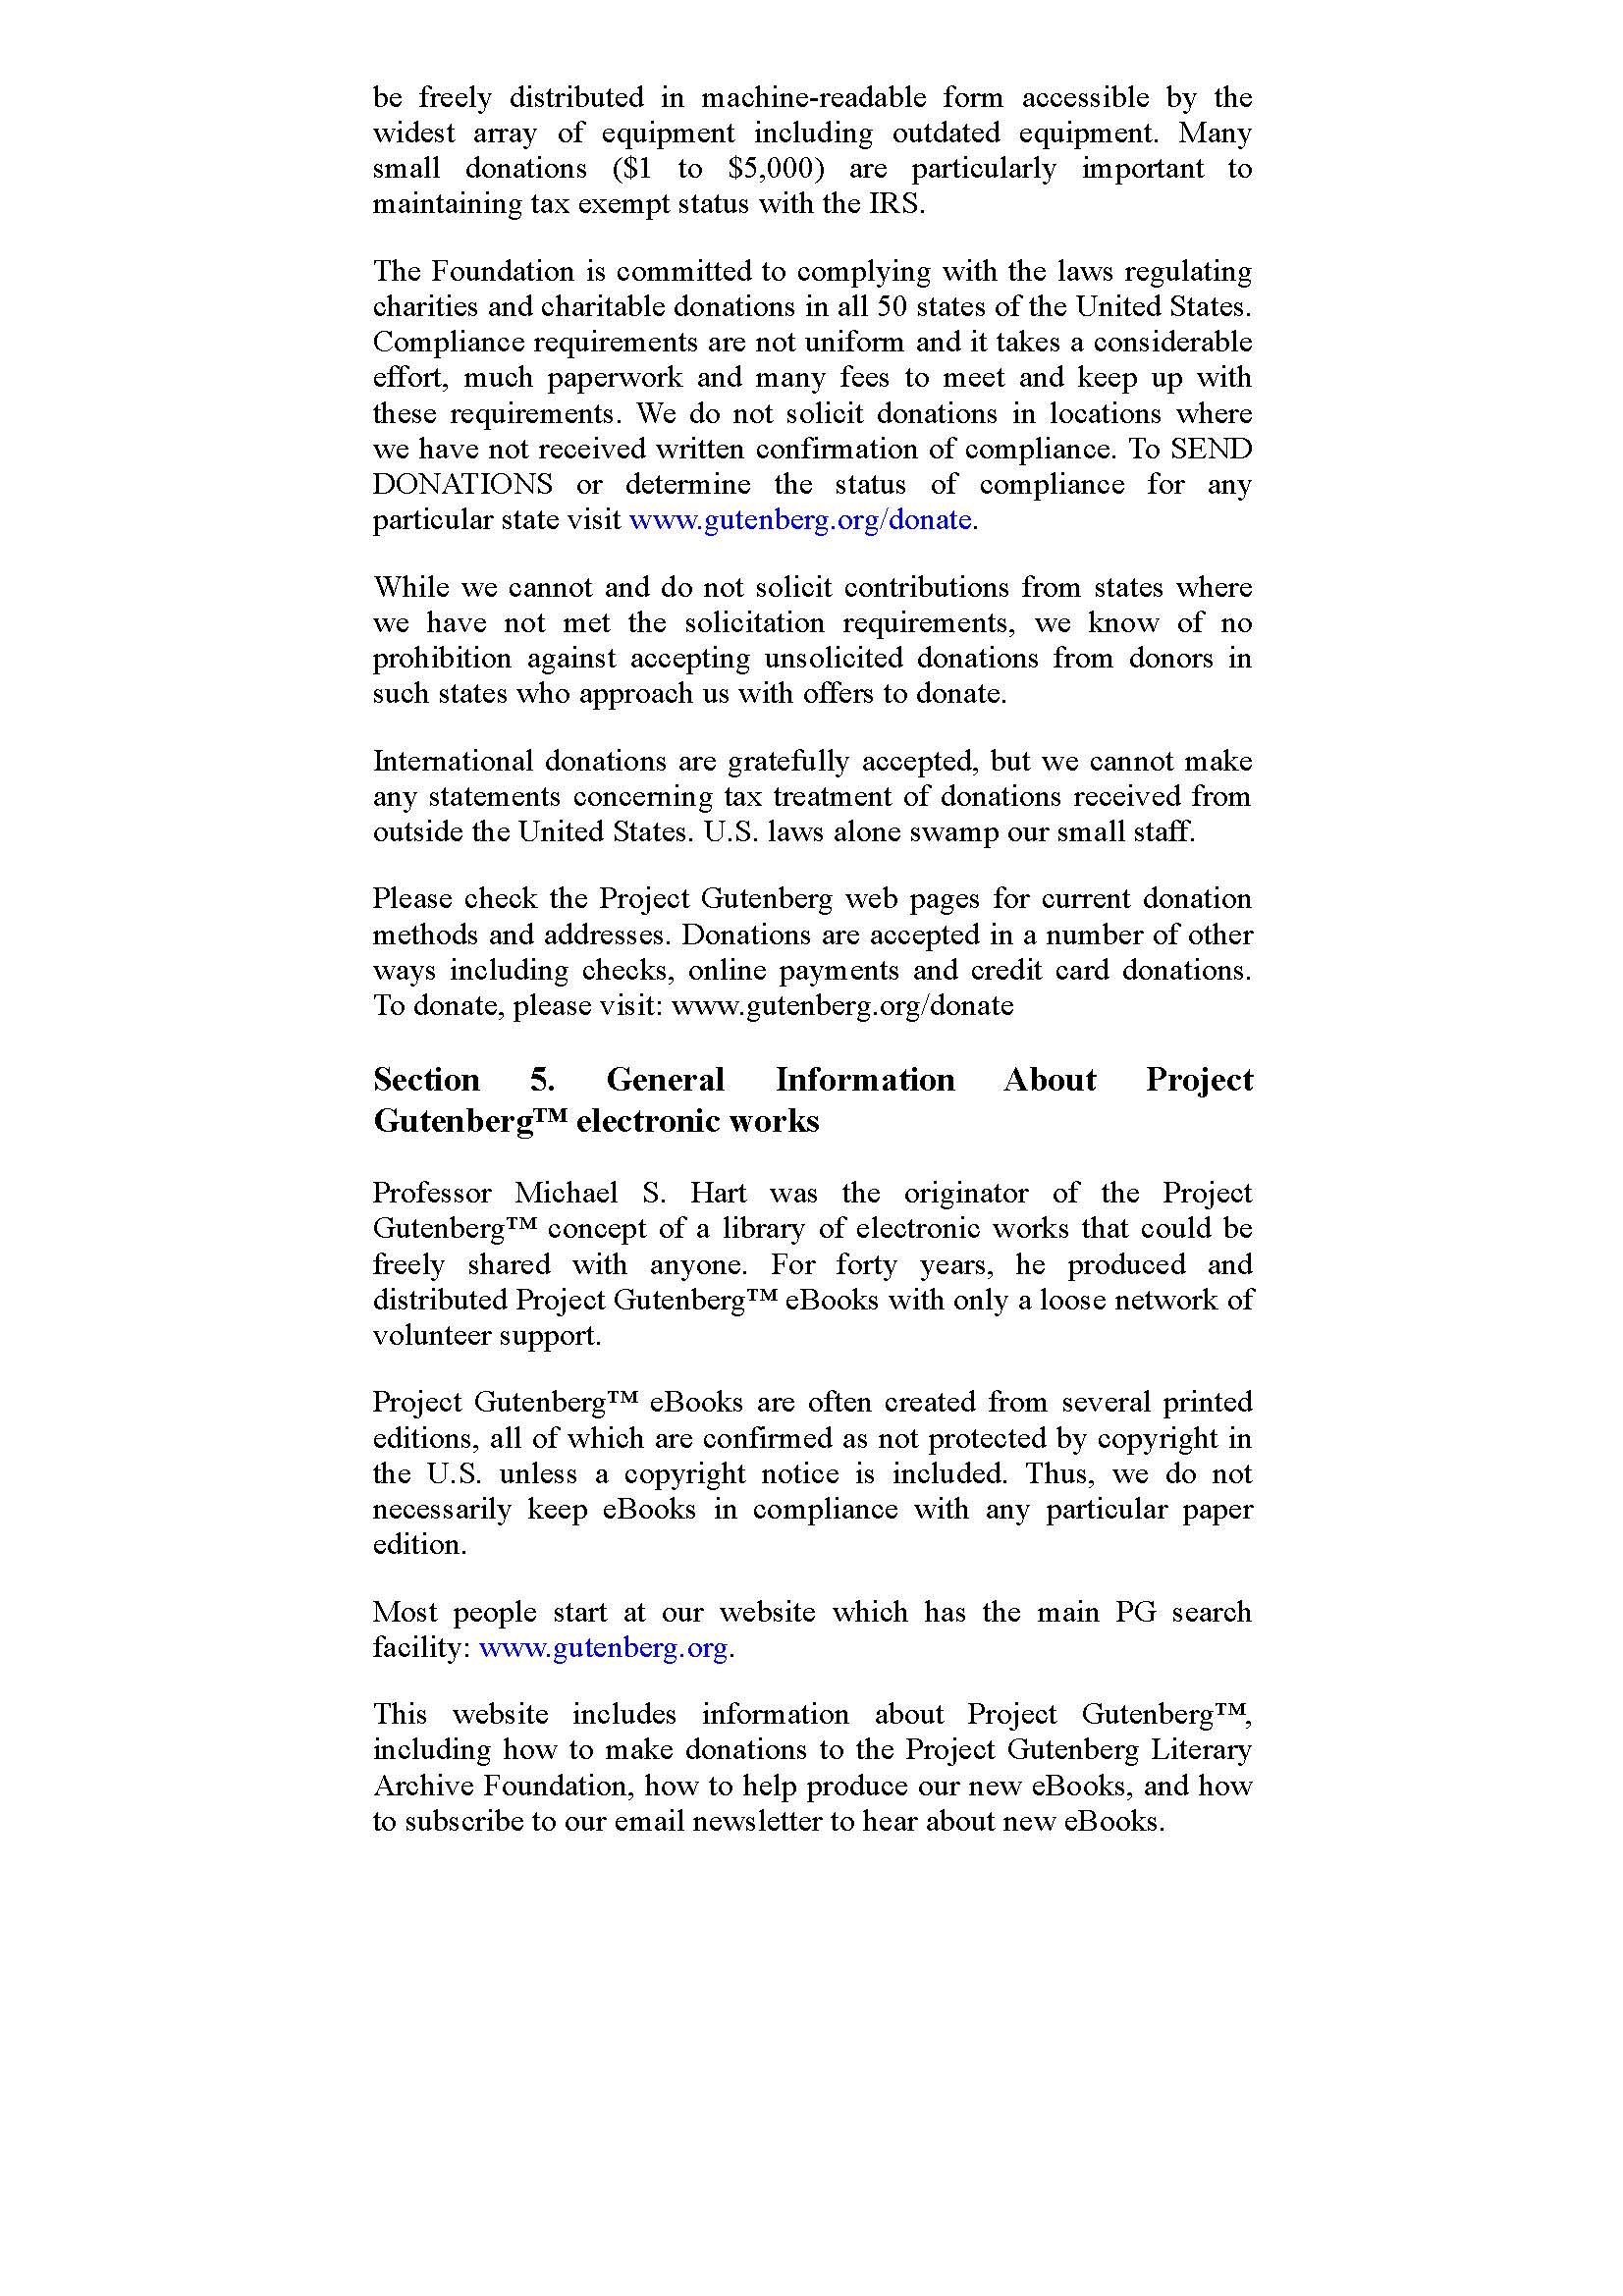 be freely distributed in machine-readable form accessible by the
widest array of equipment including outdated equipment. Many
small donations ($1 to $5,000) are particularly important to
maintaining tax exempt status with the IRS.
The Foundation is committed to complying with the laws regulating
charities and charitable donations in all 50 states of the United States.
Compliance requirements are not uniform and it takes a considerable
effort, much paperwork and many fees to meet and keep up with
these requirements. We do not solicit donations in locations where
we have not received written confirmation of compliance. To SEND
DONATIONS or determine the status of compliance for any
particular state visit www.gutenberg.org/donate.
While we cannot and do not solicit contributions from states where
we have not met the solicitation requirements, we know of no
prohibition against accepting unsolicited donations from donors in
such states who approach us with offers to donate.
International donations are gratefully accepted, but we cannot make
any statements concerning tax treatment of donations received from
outside the United States. U.S. laws alone swamp our small staff.
Please check the Project Gutenberg web pages for current donation
methods and addresses. Donations are accepted in a number of other
ways including checks, online payments and credit card donations.
To donate, please visit: www.gutenberg.org/donate
Section 5. General Information About Project
Gutenberg™ electronic works
Professor Michael S. Hart was the originator of the Project
Gutenberg™ concept of a library of electronic works that could be
freely shared with anyone. For forty years, he produced and
distributed Project Gutenberg™ eBooks with only a loose network of
volunteer support.
Project Gutenberg™ eBooks are often created from several printed
editions, all of which are confirmed as not protected by copyright in
the U.S. unless a copyright notice is included. Thus, we do not
necessarily keep eBooks in compliance with any particular paper
edition.
Most people start at our website which has the main PG search
facility: www.gutenberg.org.
This website includes information about Project Gutenberg™,
including how to make donations to the Project Gutenberg Literary
Archive Foundation, how to help produce our new eBooks, and how
to subscribe to our email newsletter to hear about new eBooks.